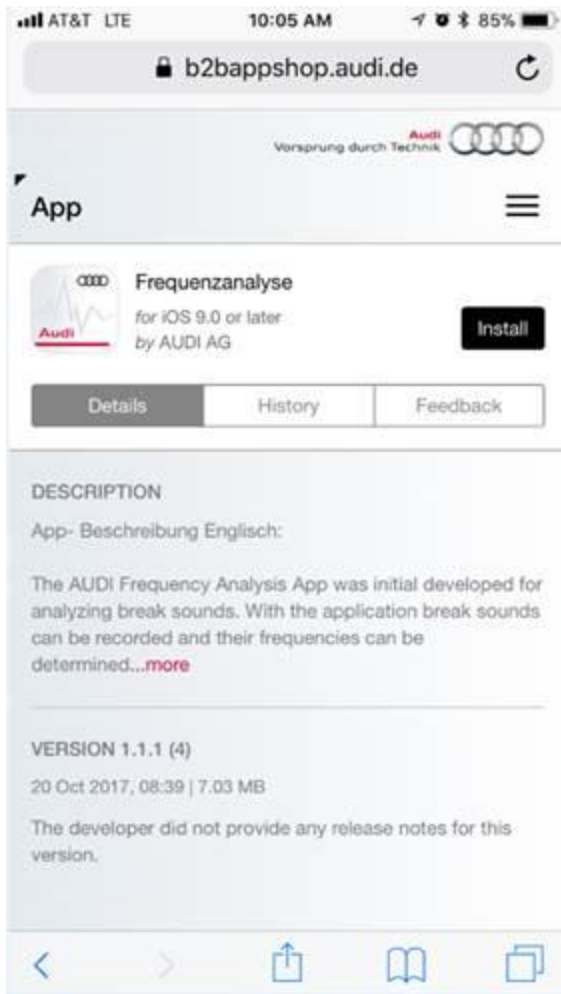 AT&T LTE 10:05 AM 85%
b2bappshop.audi.de
Audi
Vorsprung durch Technik
App
Audi
Frequenzanalyse
for iOS 9.0 or later
by AUDI AG
Install
Details History Feedback
DESCRIPTION
App- Beschreibung Englisch:
The AUDI Frequency Analysis App was initial developed for
analyzing break sounds. With the application break sounds
can be recorded and their frequencies can be
determined...more
VERSION 1.1.1 (4)
20 Oct 2017, 08:39 | 7.03 MB
The developer did not provide any release notes for this
version.